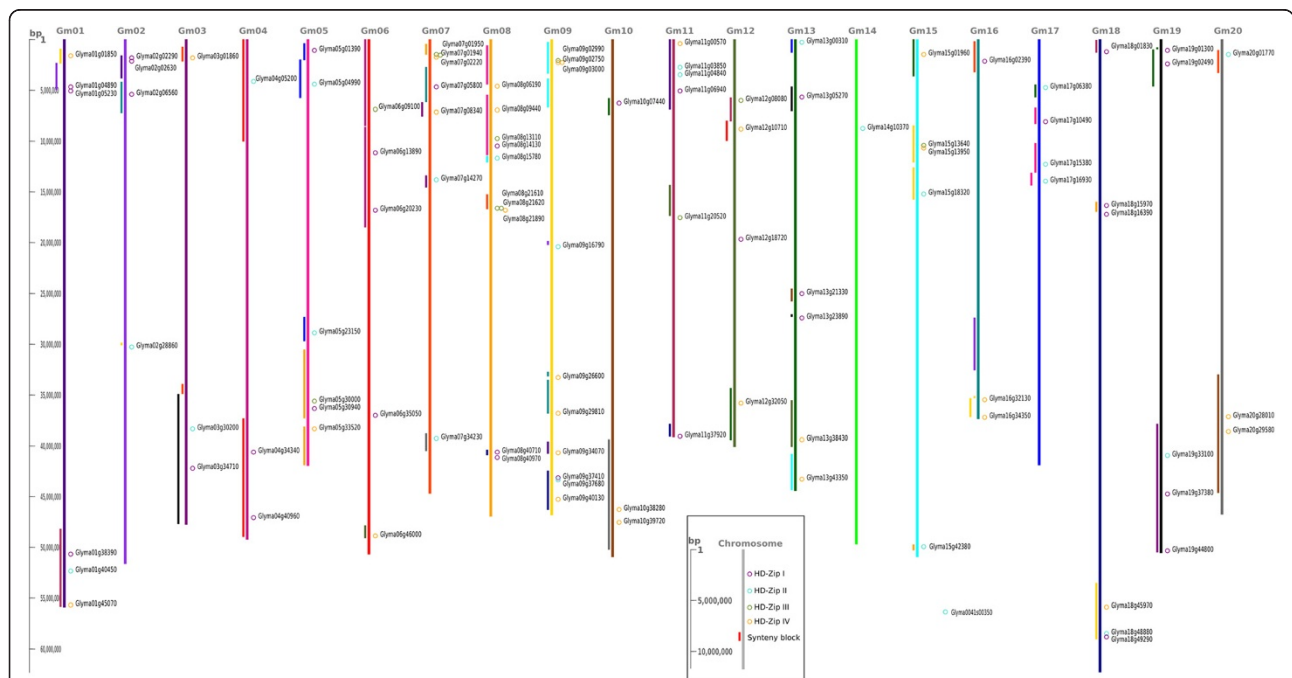 bp
1
5,000,000
10,000,000
15,000,000
20,000,000
25,000,000
30,000,000
35,000,000
40,000,000
45,000,000
50,000,000
55,000,000
60,000,000
Gm01
Glyma01g01850
Glyma01g04890
Glyma01g05230
Glyma01g38390
Glyma01g40450
Glyma01g45070
Gm02
Glyma02g02290
Glyma02g02630
Glyma02g06560
Glyma02g28860
Gm03
Glyma03g01860
Glyma03g30200
Glyma03g34710
Gm04
Glyma04g05200
Glyma04g34340
Glyma04g40960
Gm05
Glyma05g01390
Glyma05g04990
Glyma05g23150
Glyma05g30000
Glyma05g30940
Glyma05g33520
Gm06
Glyma06g09100
Glyma06g13890
Glyma06g20230
Glyma06g35050
Glyma06g46000
Gm07
Glyma07g01950
Glyma07g01940
Glyma07g02220
Glyma07g05800
Glyma07g08340
Glyma07g14270
Glyma07g34230
Gm08
Glyma08g06190
Glyma08g09440
Glyma08g13110
Glyma08g14130
Glyma08g15780
Glyma08g21610
Glyma08g21620
Glyma08g21890
Glyma08g40710
Glyma08g40970
Gm09
Glyma09g02990
Glyma09g02750
Glyma09g03000
Glyma09g16790
Glyma09g26600
Glyma09g29810
Glyma09g34070
Glyma09g37410
Glyma09g37680
Glyma09g40130
Gm10
Glyma10g07440
Glyma10g38280
Glyma10g39720
Gm11
Glyma11g00570
Glyma11g03850
Glyma11g04840
Glyma11g06940
Glyma11g20520
Glyma11g37920
Gm12
Glyma12g08080
Glyma12g10710
Glyma12g18720
Glyma12g32050
Gm13
Glyma13g00310
Glyma13g05270
Glyma13g21330
Glyma13g23890
Glyma13g38430
Glyma13g43350
Gm14
Glyma14g10370
Gm15
Glyma15g01960
Glyma15g13640
Glyma15g13950
Glyma15g18320
Glyma15g42380
Glyma0041s00350
Gm16
Glyma16g02390
Glyma16g32130
Glyma16g34350
Gm17
Glyma17g06380
Glyma17g10490
Glyma17g15380
Glyma17g16930
Gm18
Glyma18g01830
Glyma18g15970
Glyma18g16390
Glyma18g45970
Glyma18g48880
Glyma18g49290
Gm19
Glyma19g01300
Glyma19g02490
Glyma19g33100
Glyma19g37380
Glyma19g44800
Gm20
Glyma20g01770
Glyma20g28010
Glyma20g29580
bp
Chromosome
1
5,000,000
10,000,000
HD-Zip I
HD-Zip II
HD-Zip III
HD-Zip IV
Synteny block